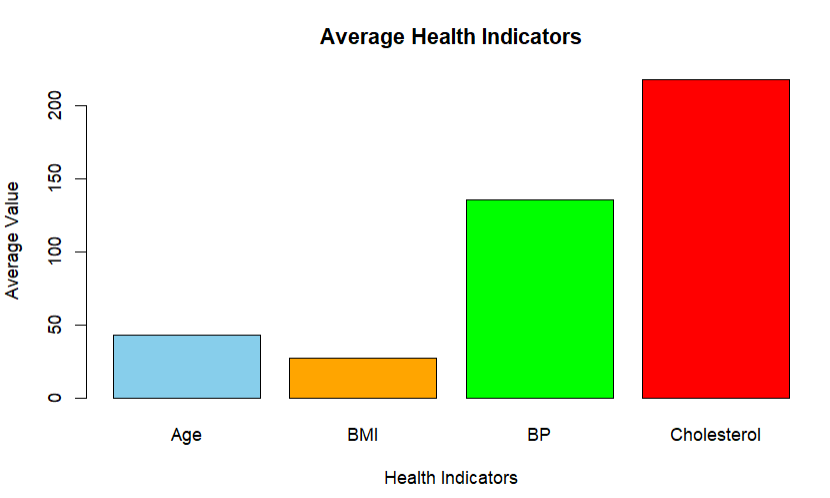 Average Health Indicators
Average Value
200
150
100
50
0
Age BMI BP Cholesterol
Health Indicators